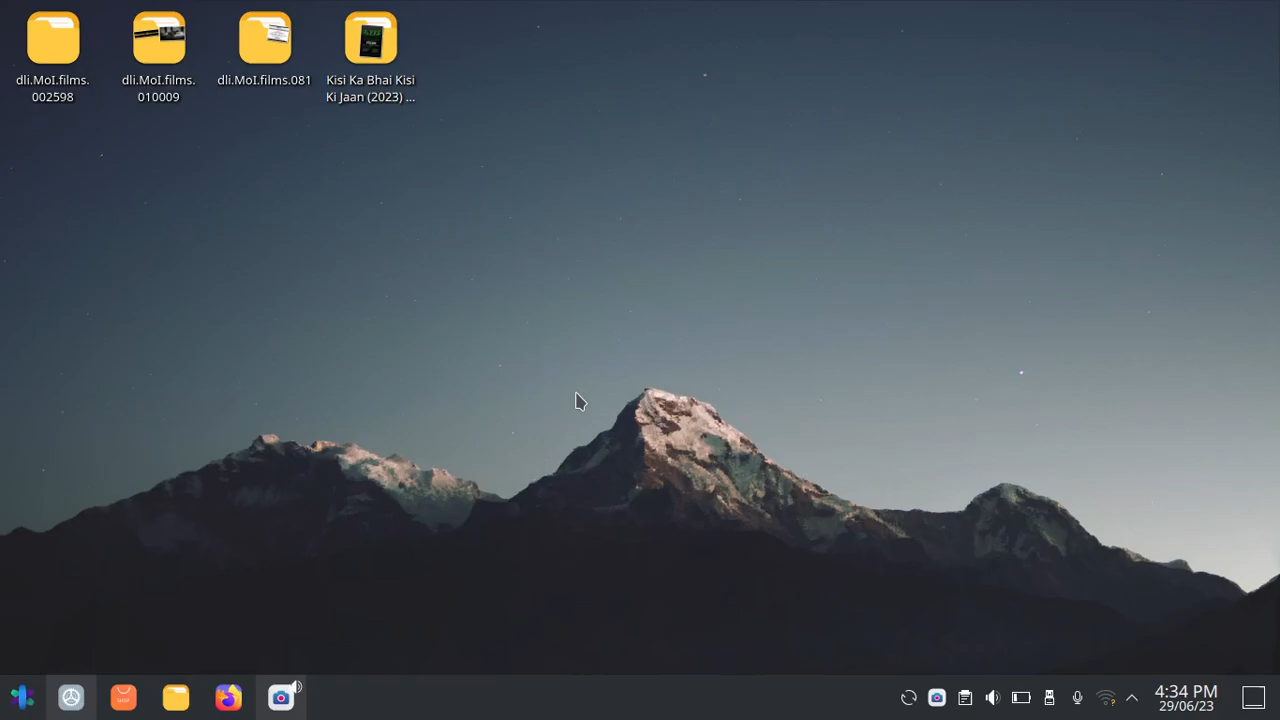 dli.MoI.films.
002598
dli.MoI.films.
010009
dli.MoI.films.081
Kisi Ka Bhai Kisi
Ki Jaan (2023) ...
4:34 PM
29/06/23